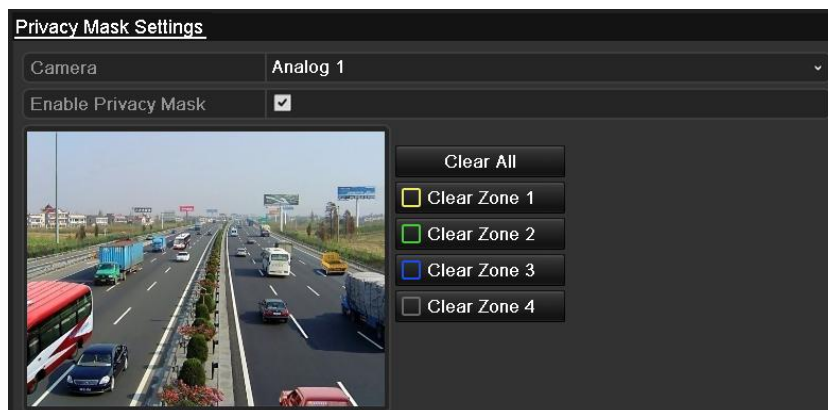 Privacy Mask Settings
Camera Analog 1
Enable Privacy Mask
Clear All
Clear Zone 1
Clear Zone 2
Clear Zone 3
Clear Zone 4